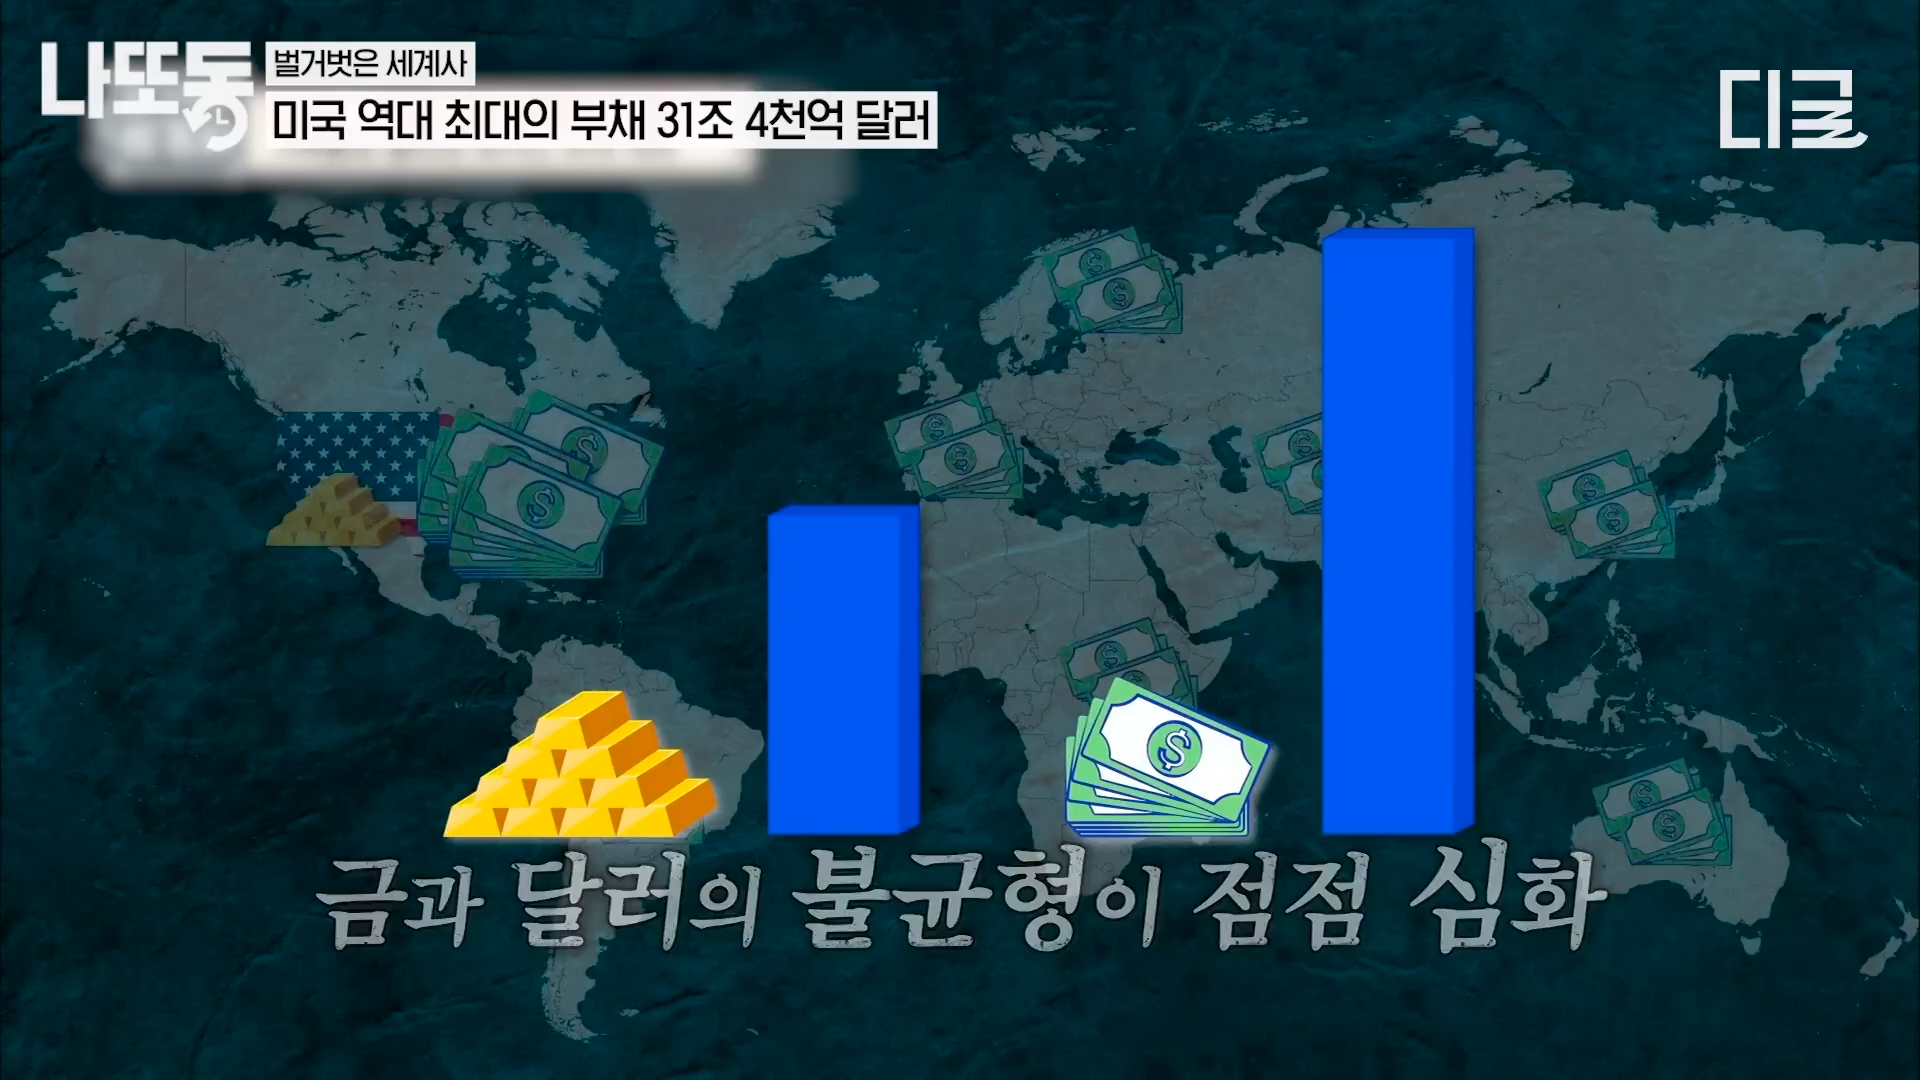 나또동
벌거벗은 세계사
미국 역대 최대의 부채 31조 4천억 달러
디글
금과 달러의 불균형이 점점 심화